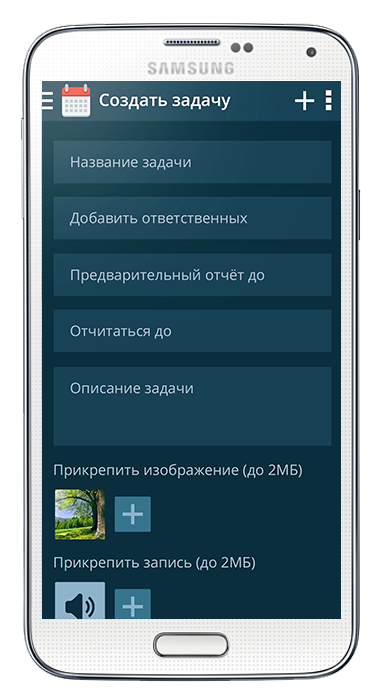 SAMSUNG
Создать задачу
Название задачи
Добавить ответственных
Предварительный отчёт до
Отчитаться до
Описание задачи
Прикрепить изображение (до 2МБ)
Прикрепить запись (до 2МБ)